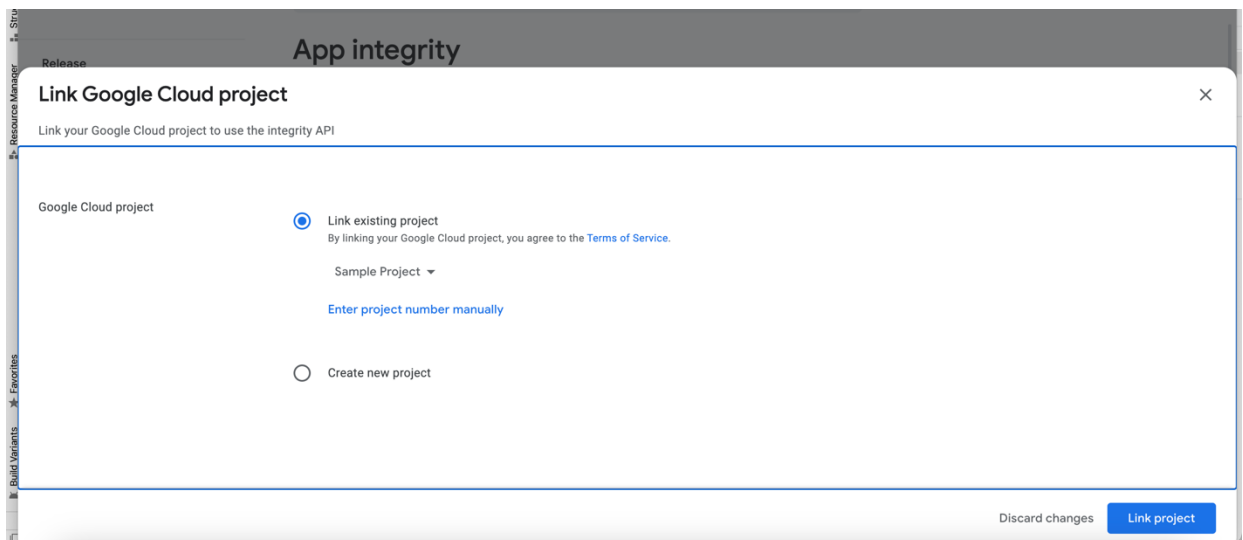 Stru
App integrity
Release
Resource Manager
Link Google Cloud project
Link your Google Cloud project to use the integrity API
Google Cloud project
Link existing project
By linking your Google Cloud project, you agree to the Terms of Service.
Sample Project
Enter project number manually
Create new project
Favorites
Build Variants
Discard changes
Link project